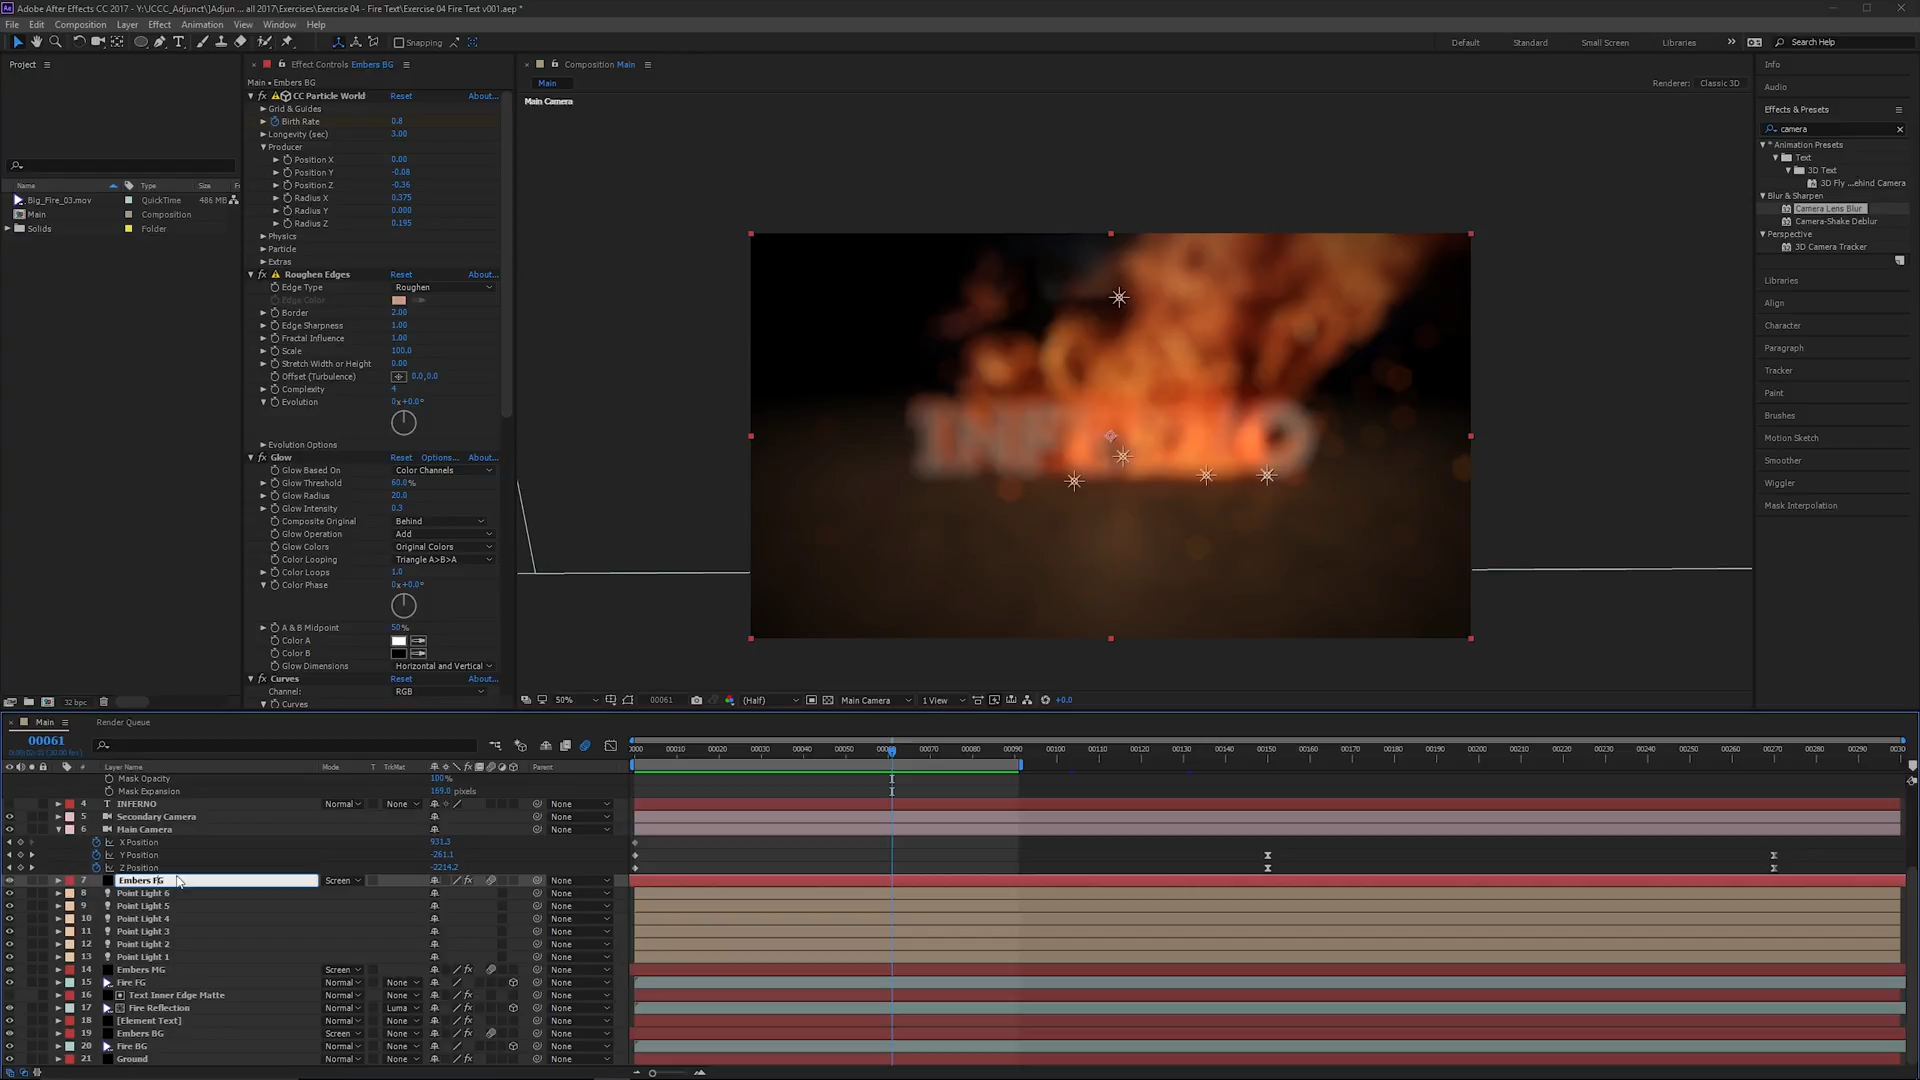 Adobe After Effects CC 2017 - Y:\JCCC_Adjunct\]Adjun ... all 2017\Exercises\Exercise 04 - Fire Text\Exercise 04 Fire Text v001.aep *
File Edit Composition Layer Effect Animation View Window Help
Snapping
Default Standard Small Screen Libraries Search Help
Project
Name Type Size
Big_Fire_03.mov QuickTime 486 MB
Main Composition
Solids Folder
32 bpc
Effect Controls Embers BG
Main • Embers BG
fx CC Particle World Reset About...
Grid & Guides
Birth Rate 0.8
Longevity (sec) 3.00
Producer
Position X 0.00
Position Y -0.08
Position Z -0.36
Radius X 0.375
Radius Y 0.000
Radius Z 0.195
Physics
Particle
Extras
fx Roughen Edges Reset About...
Edge Type Roughen
Edge Color
Border 2.00
Edge Sharpness 1.00
Fractal Influence 1.00
Scale 100.0
Stretch Width or Height 0.00
Offset (Turbulence) 0.0,0.0
Complexity 4
Evolution 0x+0.0°
Evolution Options
fx Glow Reset Options... About...
Glow Based On Color Channels
Glow Threshold 60.0%
Glow Radius 20.0
Glow Intensity 0.3
Composite Original Behind
Glow Operation Add
Glow Colors Original Colors
Color Looping Triangle A>B>A
Color Loops 1.0
Color Phase 0x+0.0°
A & B Midpoint 50%
Color A
Color B
Glow Dimensions Horizontal and Vertical
fx Curves Reset About...
Channel: RGB
Curves
Composition Main
Main
Renderer: Classic 3D
Main Camera
INFERNO
50% 00061 (Half) Main Camera 1 View +0.0
Info
Audio
Effects & Presets
camera
* Animation Presets
Text
3D Text
3D Fly ...ehind Camera
Blur & Sharpen
Camera Lens Blur
Camera-Shake Deblur
Perspective
3D Camera Tracker
Libraries
Align
Character
Paragraph
Tracker
Paint
Brushes
Motion Sketch
Smoother
Wiggler
Mask Interpolation
Main Render Queue
00061
00010 00020 00030 00040 00050 00070 00080 00090 00100 00110 00120 00130 00140 00150 00160 00170 00180 00190 00200 00210 00220 00230 00240 00250 00260 00270 00280 00290
# Layer Name Mode T TrkMat Parent
Mask Opacity 100%
Mask Expansion 169.0 pixels
4 T INFERNO Normal None None
5 Secondary Camera None
6 Main Camera None
X Position 931.3
Y Position -261.1
Z Position -2214.2
7 Embers FG Screen None
8 Point Light 6 None
9 Point Light 5 None
10 Point Light 4 None
11 Point Light 3 None
12 Point Light 2 None
13 Point Light 1 None
14 Embers MG Screen None
15 Fire FG Normal None None
16 Text Inner Edge Matte Normal None None
17 Fire Reflection Normal Luma None
18 [Element Text] Normal None None
19 Embers BG Screen None None
20 Fire BG Normal None None
21 Ground Normal None None